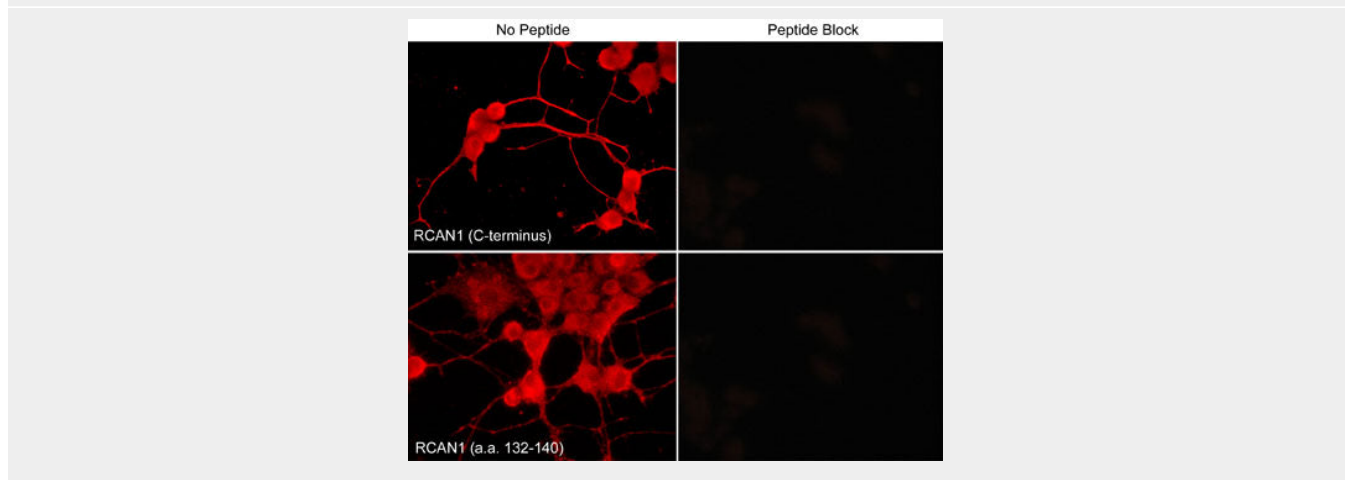 No Peptide
Peptide Block
RCAN1 (C-terminus)
RCAN1 (a.a. 132-140)